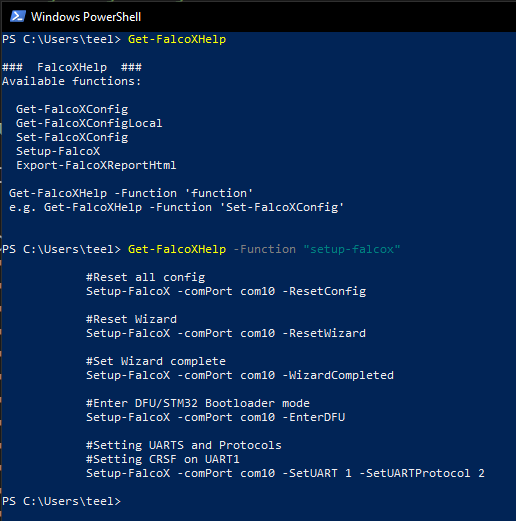 Windows PowerShell
PS C:\Users\teel> Get-FalcoXHelp
###  FalcoXHelp  ###
Available functions:
Get-FalcoXConfig
Get-FalcoXConfigLocal
Set-FalcoXConfig
Setup-FalcoX
Export-FalcoXReportHtml
Get-FalcoXHelp -Function 'function'
e.g. Get-FalcoXHelp -Function 'Set-FalcoXConfig'
PS C:\Users\teel> Get-FalcoXHelp -Function "setup-falcox"
#Reset all config
Setup-FalcoX -comPort com10 -ResetConfig
#Reset Wizard
Setup-FalcoX -comPort com10 -ResetWizard
#Set Wizard complete
Setup-FalcoX -comPort com10 -WizardCompleted
#Enter DFU/STM32 Bootloader mode
Setup-FalcoX -comPort com10 -EnterDFU
#Setting UARTS and Protocols
#Setting CRSF on UART1
Setup-FalcoX -comPort com10 -SetUART 1 -SetUARTProtocol 2
PS C:\Users\teel>